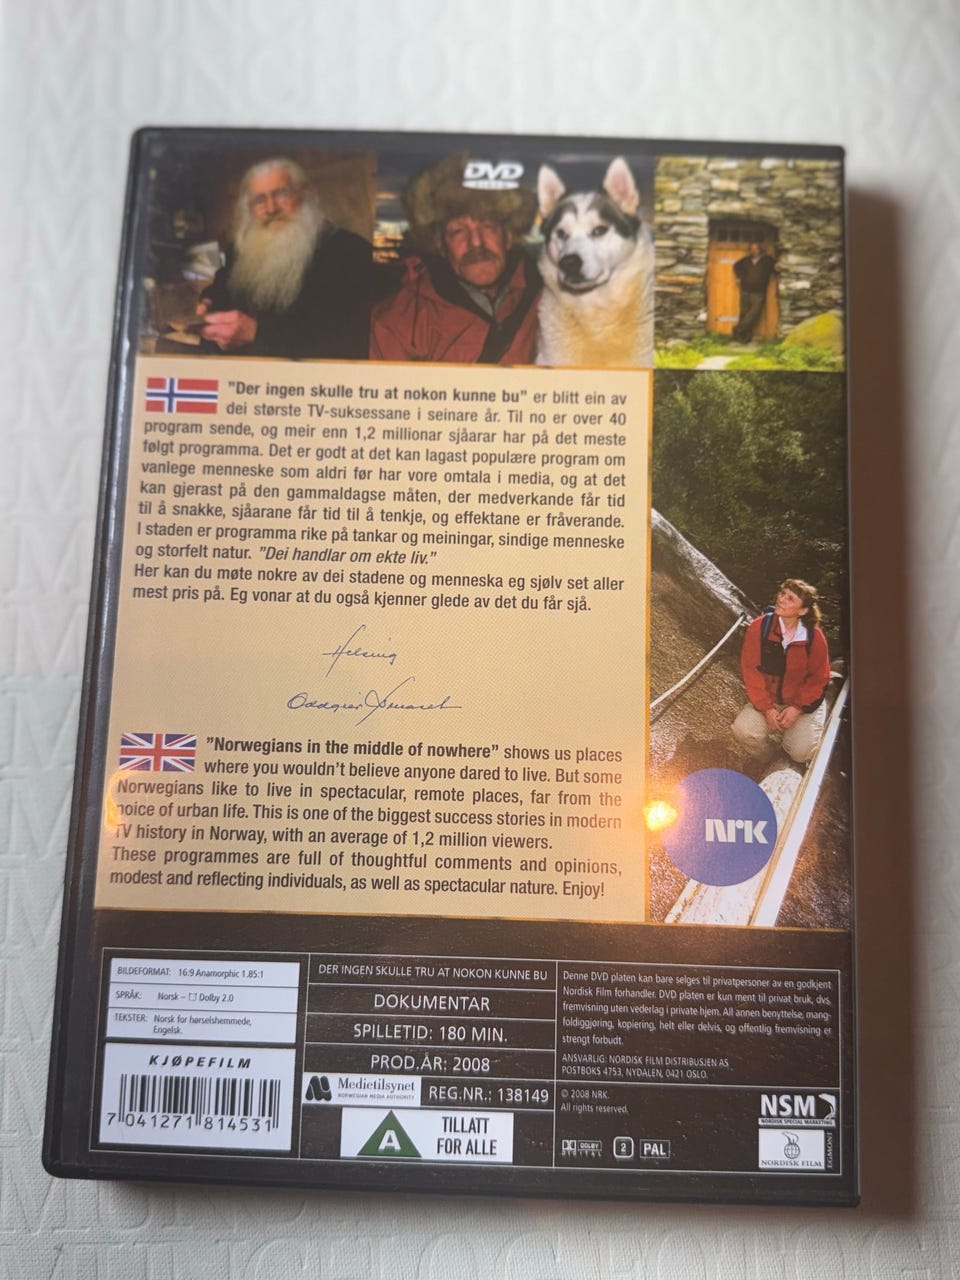 DVD
VIDEO
"Der ingen skulle tru at nokon kunne bu" er blitt ein av
dei største TV-suksessane i seinare år. Til no er over 40
program sende, og meir enn 1,2 millionar sjåarar har på det meste
følgt programma. Det er godt at det kan lagast populære program om
vanlege menneske som aldri før har vore omtala i media, og at det
kan gjerast på den gammaldagse måten, der medverkande får tid
til å snakke, sjåarane får tid til å tenkje, og effektane er fråverande.
I staden er programma rike på tankar og meiningar, sindige menneske
og storfelt natur. "Dei handlar om ekte liv."
Her kan du møte nokre av dei stadene og menneska eg sjølv set aller
mest pris på. Eg vonar at du også kjenner glede av det du får sjå.
Helsing
"Norwegians in the middle of nowhere" shows us places
where you wouldn't believe anyone dared to live. But some
Norwegians like to live in spectacular, remote places, far from the
noice of urban life. This is one of the biggest success stories in modern
TV history in Norway, with an average of 1,2 million viewers.
These programmes are full of thoughtful comments and opinions,
modest and reflecting individuals, as well as spectacular nature. Enjoy!
NRK
BILDEFORMAT: 16:9 Anamorphic 1.85:1
SPRÅK: Norsk – Dolby 2.0
TEKSTER: Norsk for hørselshemmede,
Engelsk.
KJØPEFILM
7 041271 814531
DER INGEN SKULLE TRU AT NOKON KUNNE BU
DOKUMENTAR
SPILLETID: 180 MIN.
PROD.ÅR: 2008
Medietilsynet
NORWEGIAN MEDIA AUTHORITY
REG.NR.: 138149
A
TILLATT
FOR ALLE
Denne DVD platen kan bare selges til privatpersoner av en godkjent
Nordisk Film forhandler. DVD platen er kun ment til privat bruk, dvs.
fremvisning uten vederlag i private hjem. All annen benyttelse, mang-
foldiggjøring, kopiering, helt eller delvis, og offentlig fremvisning er
strengt forbudt.
ANSVARLIG: NORDISK FILM DISTRIBUSJEN AS
POSTBOKS 4753, NYDALEN, 0421 OSLO.
© 2008 NRK.
All rights reserved.
DOLBY
DIGITAL
2
PAL
NSM
NORDISK SPECIAL MARKETING
NORDISK FILM
EGMONT